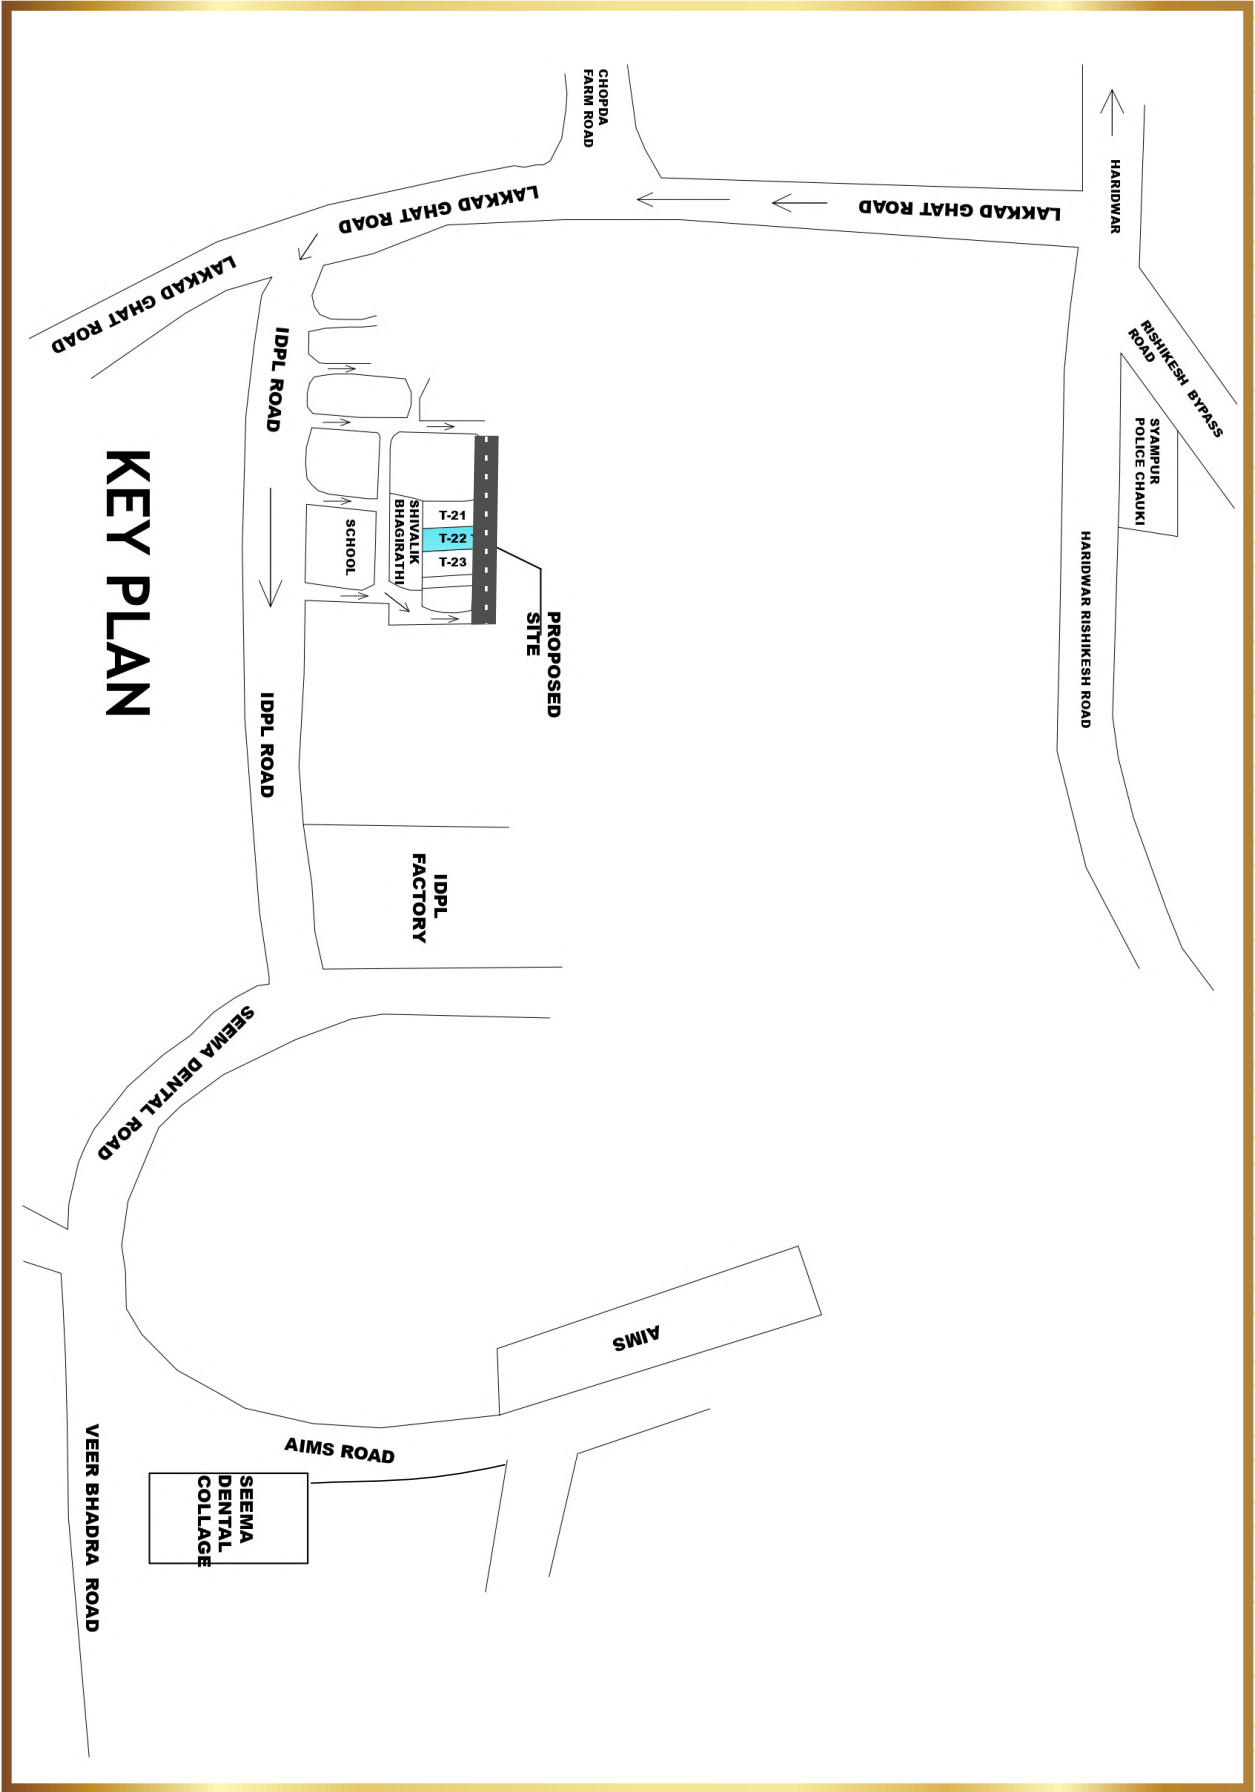 CHOPDA
FARM ROAD
HARIDWAR
LAKKAD GHAT ROAD
LAKKAD GHAT ROAD
LAKKAD GHAT ROAD
RISHIKESH BYPASS
ROAD
SYAMPUR
POLICE CHAUKI
IDPL ROAD
KEY PLAN
SHIVALIK
BHAGIRATHI
T-21
T-22
T-23
SCHOOL
PROPOSED
SITE
HARIDWAR RISHIKESH ROAD
IDPL ROAD
IDPL
FACTORY
SEEMA DENTAL ROAD
AIMS
AIMS ROAD
VEER BHADRA ROAD
SEEMA
DENTAL
COLLAGE